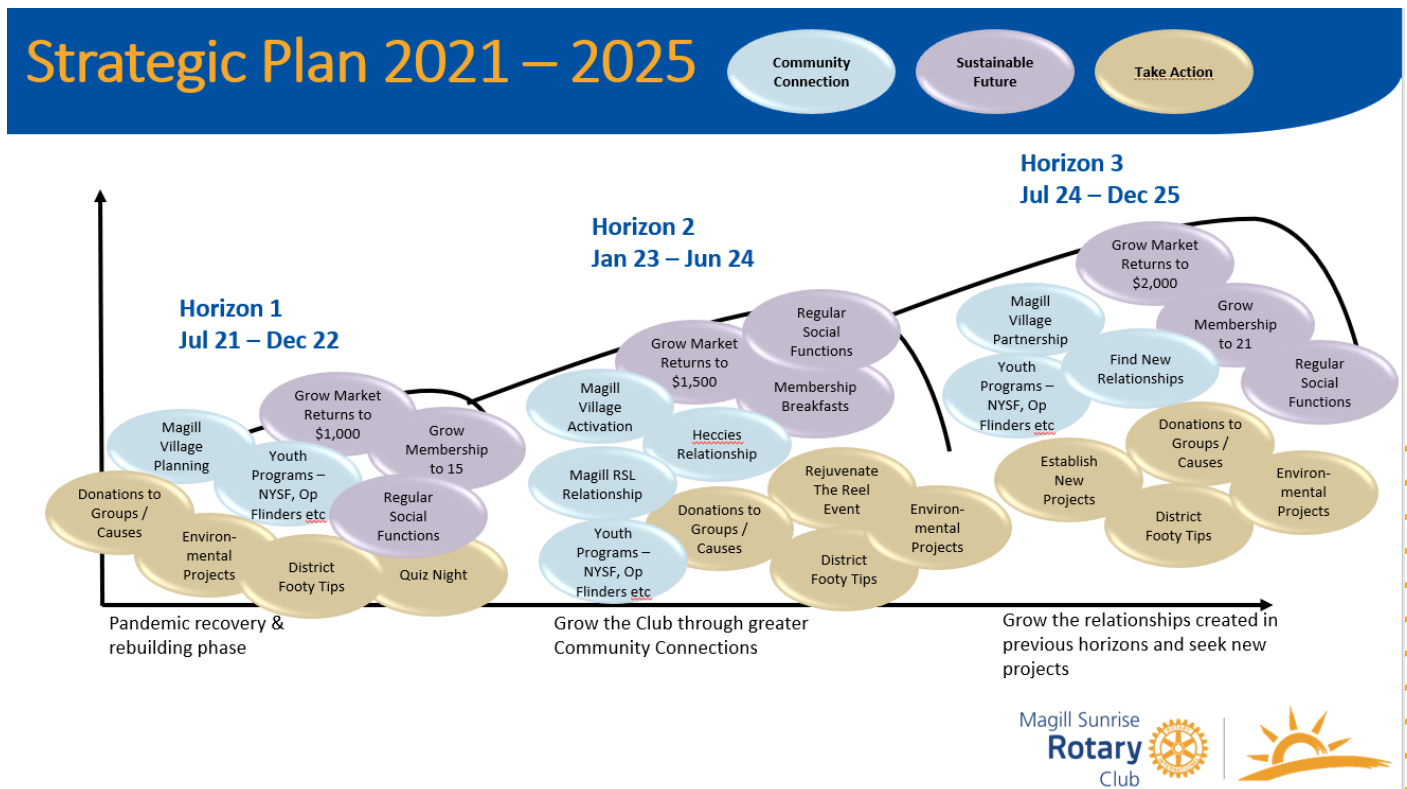 Strategic Plan 2021 – 2025
Community
Connection
Sustainable
Future
Take Action
Horizon 1
Jul 21 – Dec 22
Grow Market
Returns to
$1,000
Grow
Membership
to 15
Magill
Village
Planning
Youth
Programs –
NYSF, Op
Flinders etc
Regular
Social
Functions
Donations to
Groups /
Causes
Environ-
mental
Projects
District
Footy Tips
Quiz Night
Pandemic recovery &
rebuilding phase
Horizon 2
Jan 23 – Jun 24
Grow Market
Returns to
$1,500
Regular
Social
Functions
Membership
Breakfasts
Magill
Village
Activation
Heccies
Relationship
Magill RSL
Relationship
Youth
Programs –
NYSF, Op
Flinders etc
Donations to
Groups /
Causes
Rejuvenate
The Reel
Event
Environ-
mental
Projects
District
Footy Tips
Grow the Club through greater
Community Connections
Horizon 3
Jul 24 – Dec 25
Grow Market
Returns to
$2,000
Grow
Membership
to 21
Regular
Social
Functions
Magill
Village
Partnership
Find New
Relationships
Youth
Programs –
NYSF, Op
Flinders etc
Donations to
Groups /
Causes
Establish
New
Projects
Environ-
mental
Projects
District
Footy Tips
Grow the relationships created in
previous horizons and seek new
projects
Magill Sunrise
Rotary
Club